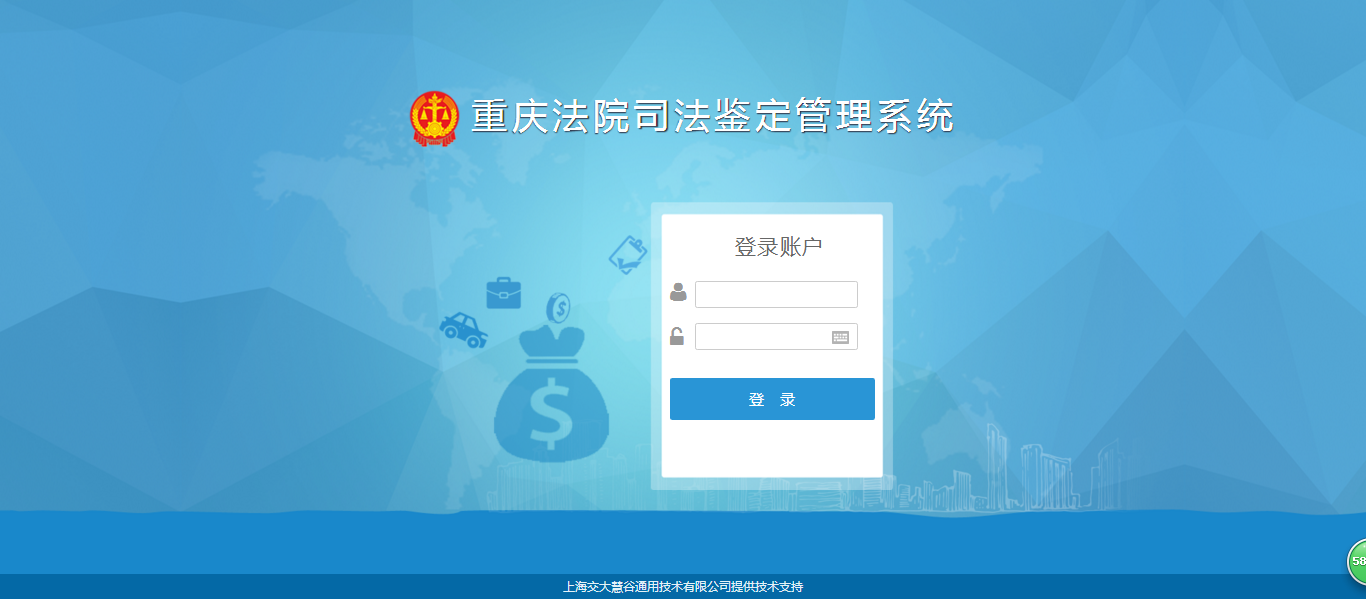 重庆法院司法鉴定管理系统
登录账户
$
$
登 录
58
上海交大慧谷通用技术有限公司提供技术支持